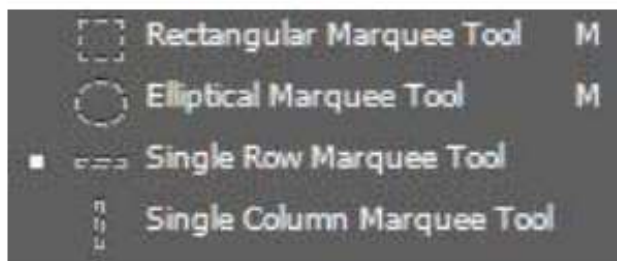 Rectangular Marquee Tool M
Elliptical Marquee Tool M
Single Row Marquee Tool
Single Column Marquee Tool